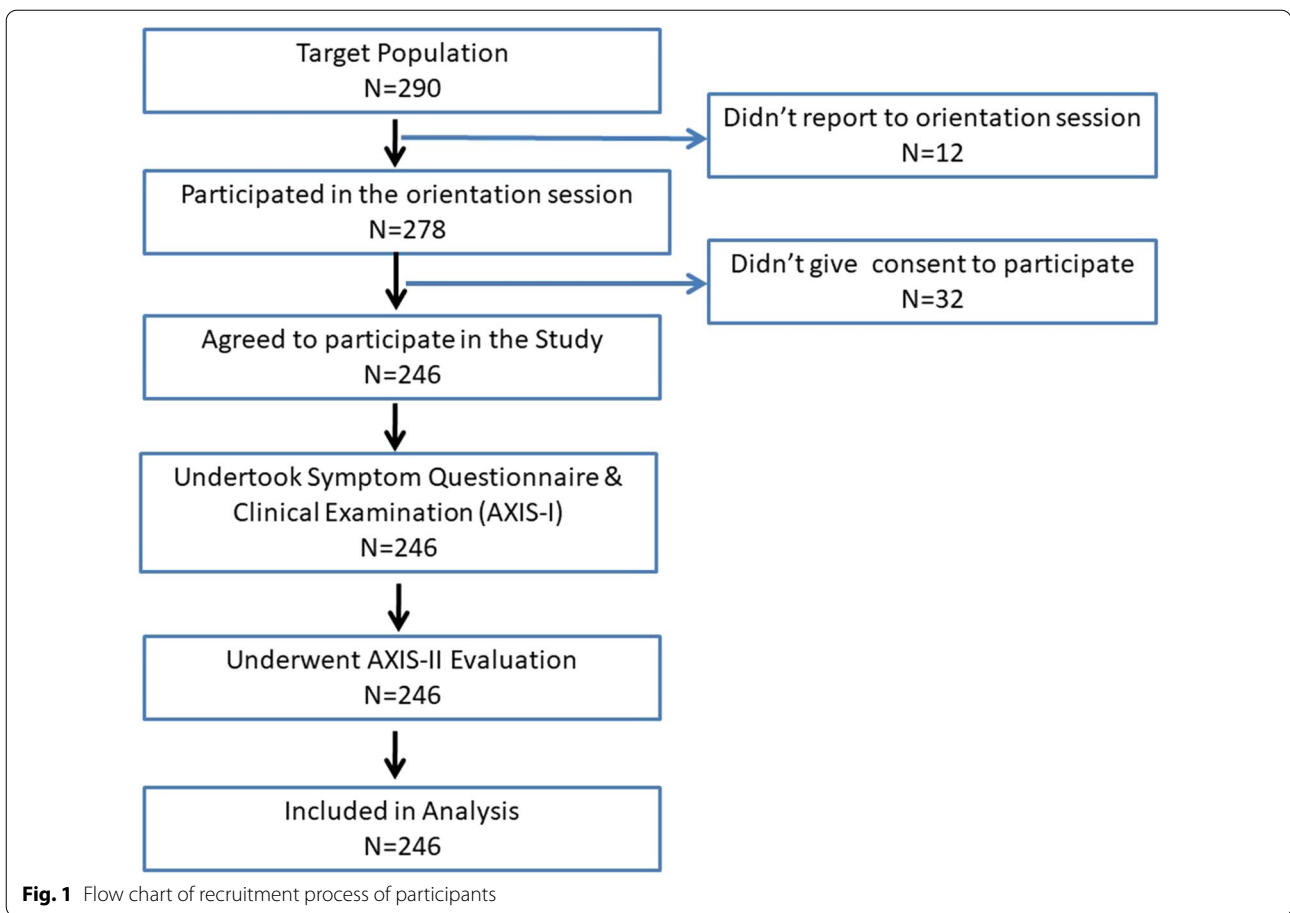 Target Population
N=290
Didn't report to orientation session
N=12
Participated in the orientation session
N=278
Didn't give consent to participate
N=32
Agreed to participate in the Study
N=246
Undertook Symptom Questionnaire &
Clinical Examination (AXIS-I)
N=246
Underwent AXIS-II Evaluation
N=246
Included in Analysis
N=246
Fig. 1 Flow chart of recruitment process of participants